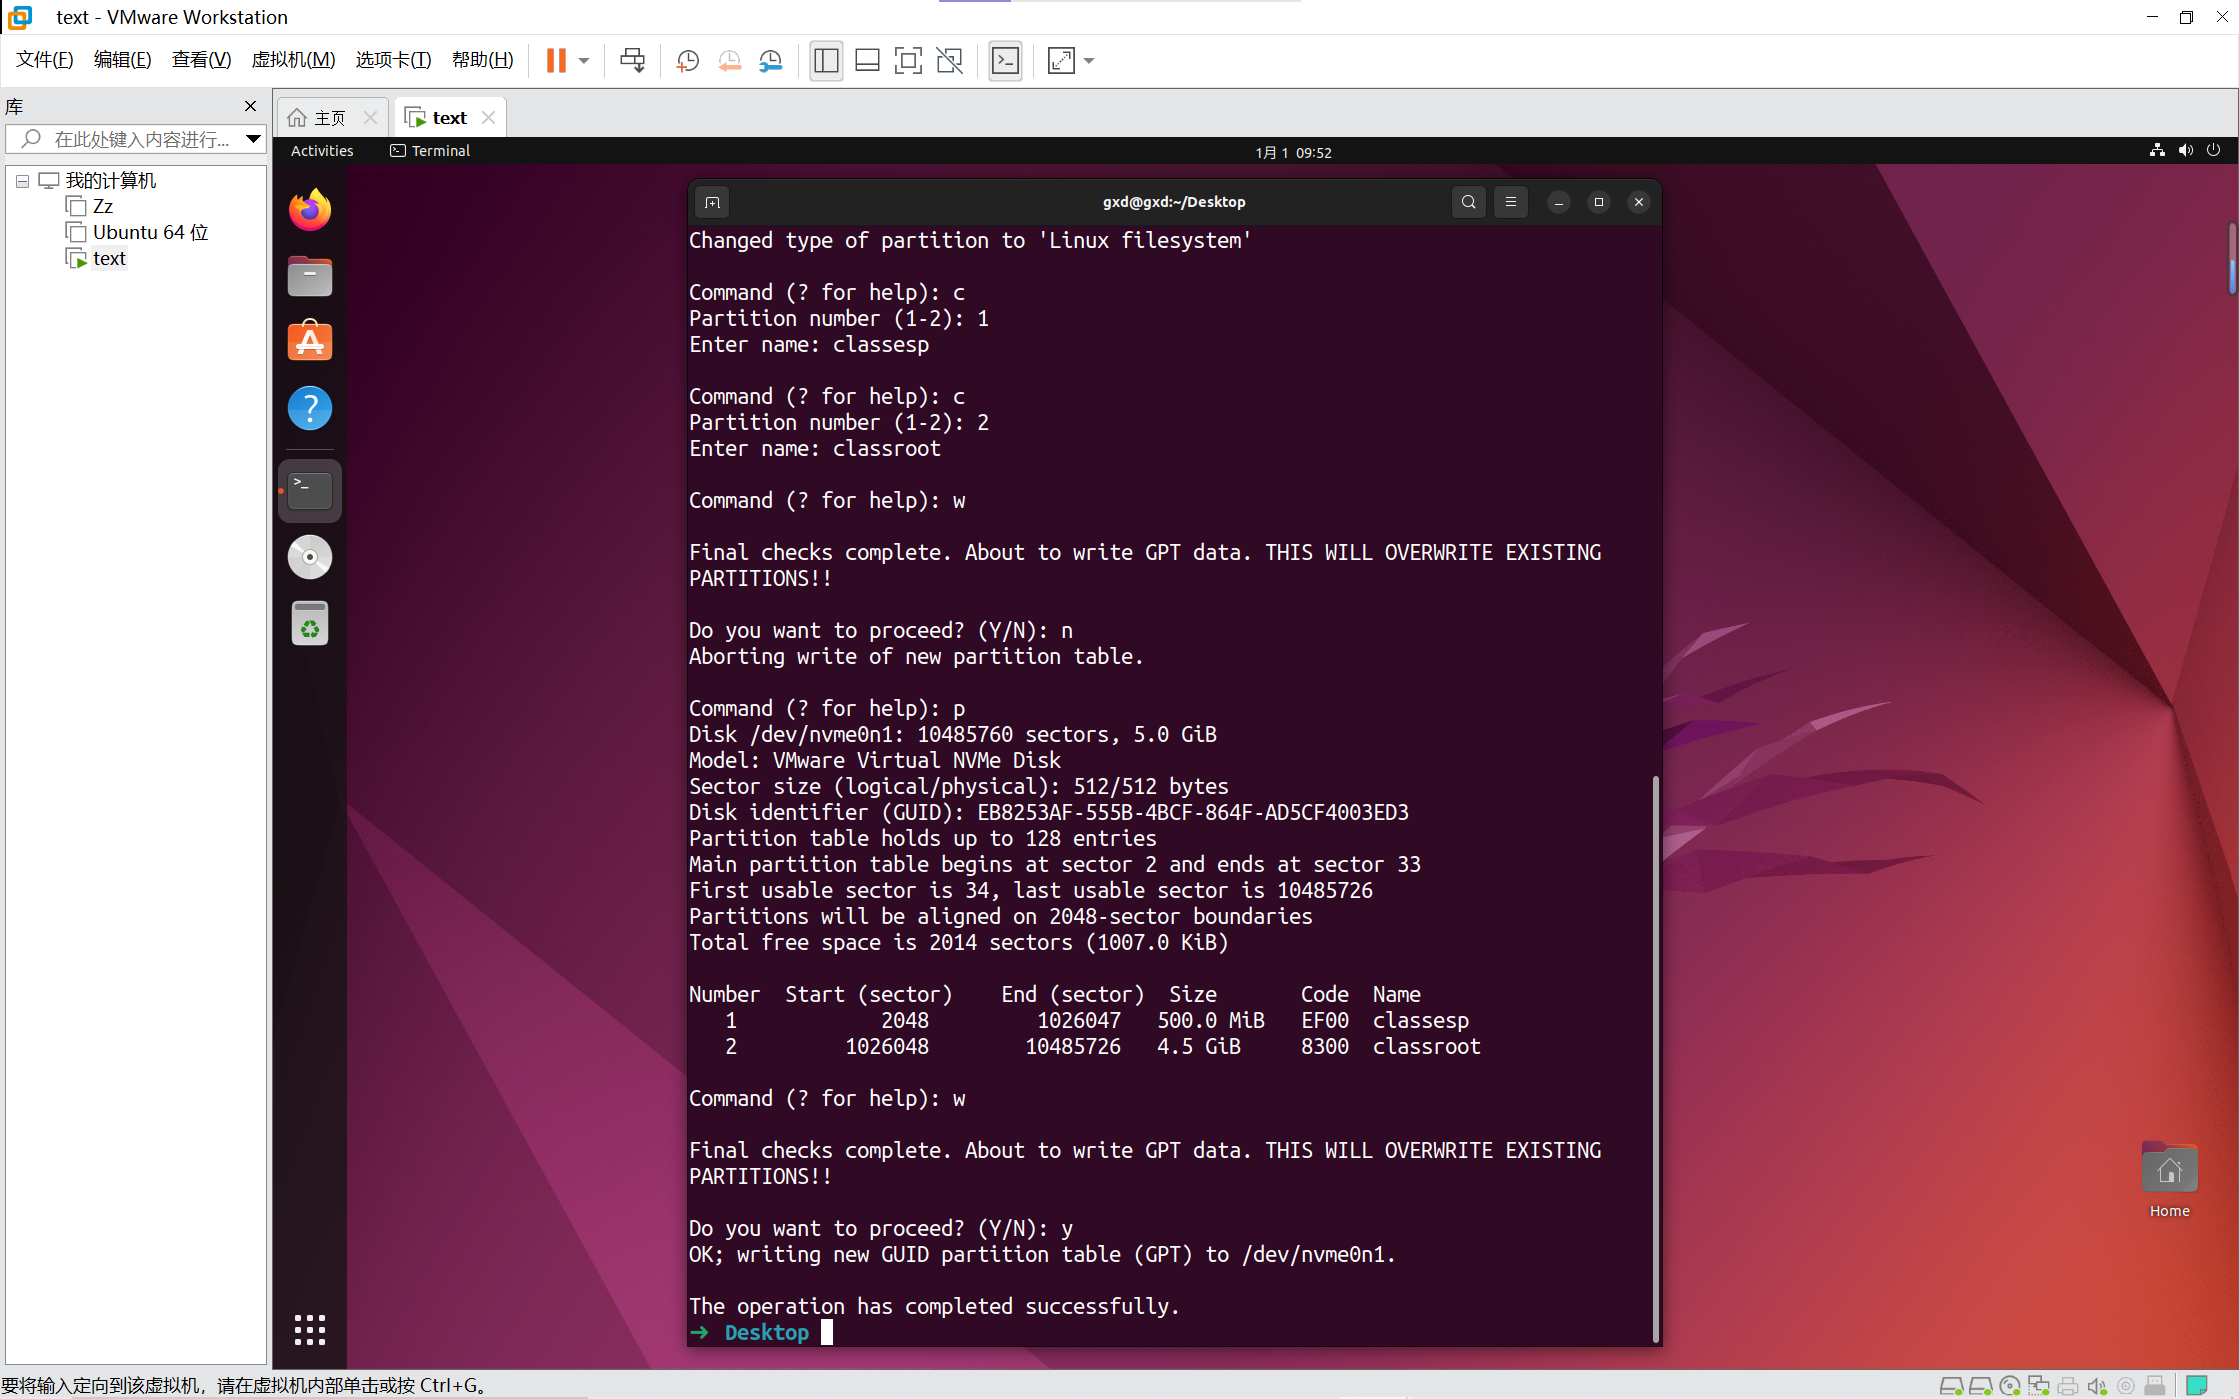 text - VMware Workstation
文件(F) 编辑(E) 查看(V) 虚拟机(M) 选项卡(T) 帮助(H)
库
在此处键入内容进行...
我的计算机
Zz
Ubuntu 64 位
text
主页
text
Activities
Terminal
1月 1 09:52
gxd@gxd:~/Desktop
Changed type of partition to 'Linux filesystem'
Command (? for help): c
Partition number (1-2): 1
Enter name: classesp
Command (? for help): c
Partition number (1-2): 2
Enter name: classroot
Command (? for help): w
Final checks complete. About to write GPT data. THIS WILL OVERWRITE EXISTING
PARTITIONS!!
Do you want to proceed? (Y/N): n
Aborting write of new partition table.
Command (? for help): p
Disk /dev/nvme0n1: 10485760 sectors, 5.0 GiB
Model: VMware Virtual NVMe Disk
Sector size (logical/physical): 512/512 bytes
Disk identifier (GUID): EB8253AF-555B-4BCF-864F-AD5CF4003ED3
Partition table holds up to 128 entries
Main partition table begins at sector 2 and ends at sector 33
First usable sector is 34, last usable sector is 10485726
Partitions will be aligned on 2048-sector boundaries
Total free space is 2014 sectors (1007.0 KiB)
Number  Start (sector)    End (sector)  Size       Code  Name
1            2048         1026047   500.0 MiB   EF00  classesp
2         1026048        10485726   4.5 GiB     8300  classroot
Command (? for help): w
Final checks complete. About to write GPT data. THIS WILL OVERWRITE EXISTING
PARTITIONS!!
Do you want to proceed? (Y/N): y
OK; writing new GUID partition table (GPT) to /dev/nvme0n1.
The operation has completed successfully.
➜ Desktop
Home
要将输入定向到该虚拟机，请在虚拟机内部单击或按 Ctrl+G。